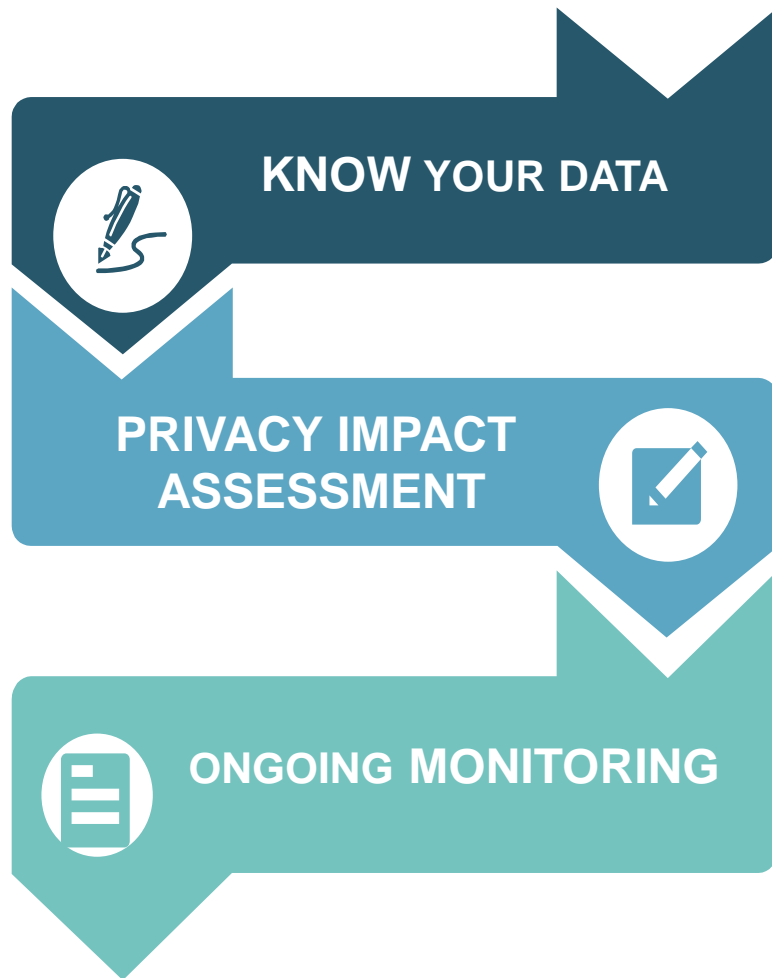 KNOW YOUR DATA
PRIVACY IMPACT
ASSESSMENT
ONGOING MONITORING